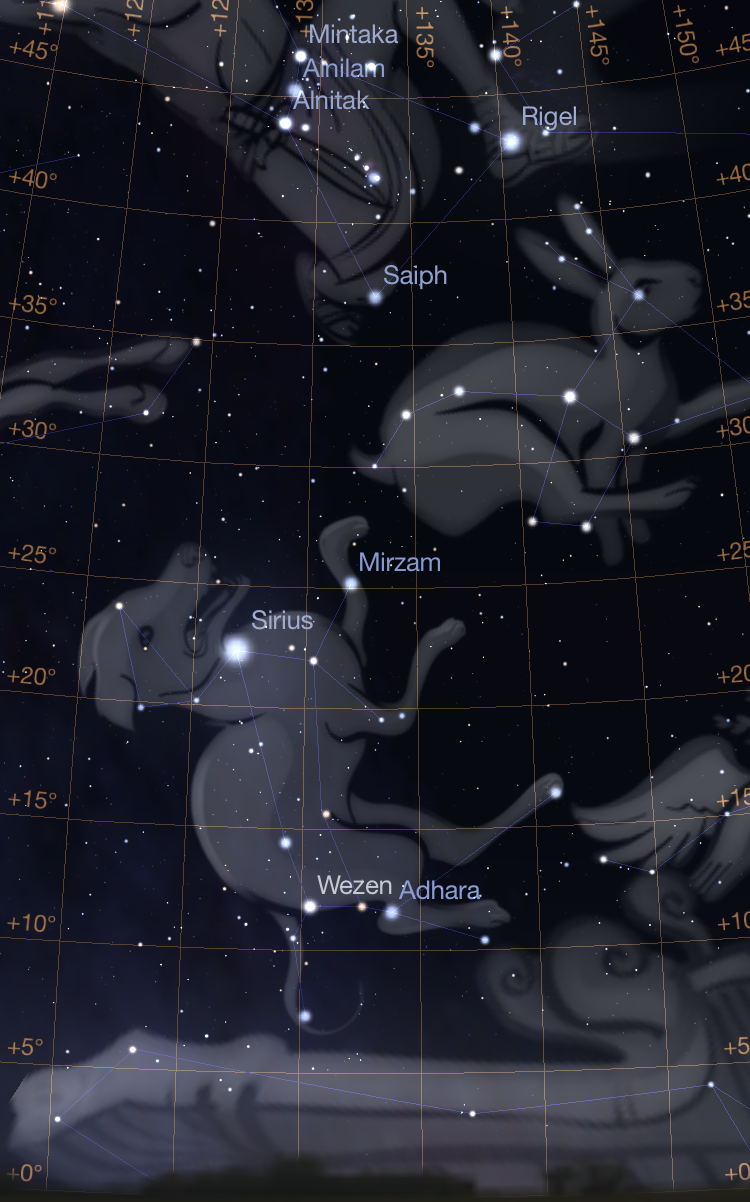 +135°
+140°
+145°
+150°
+45°
Mintaka
Alnilam
Alnitak
Rigel
+40°
Saiph
+35°
+30°
+25°
Mirzam
Sirius
+20°
+15°
Wezen
Adhara
+10°
+5°
+0°